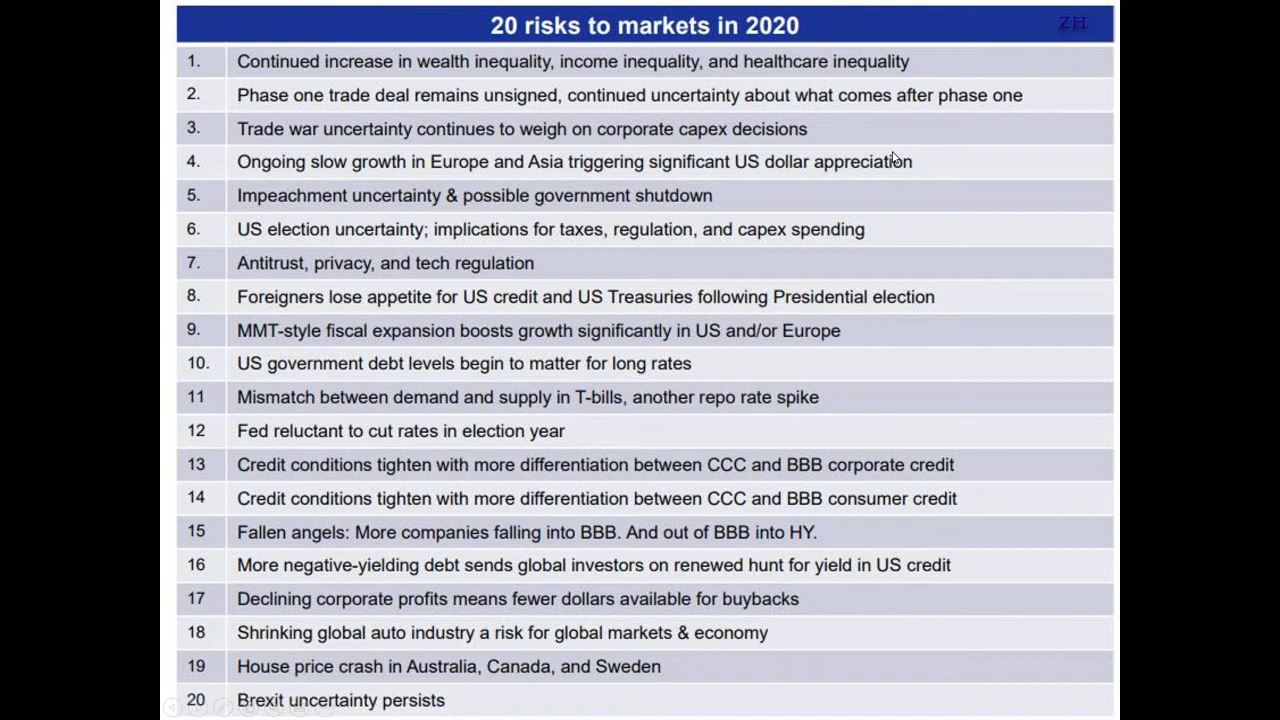 20 risks to markets in 2020
ZH
1. Continued increase in wealth inequality, income inequality, and healthcare inequality
2. Phase one trade deal remains unsigned, continued uncertainty about what comes after phase one
3. Trade war uncertainty continues to weigh on corporate capex decisions
4. Ongoing slow growth in Europe and Asia triggering significant US dollar appreciation
5. Impeachment uncertainty & possible government shutdown
6. US election uncertainty; implications for taxes, regulation, and capex spending
7. Antitrust, privacy, and tech regulation
8. Foreigners lose appetite for US credit and US Treasuries following Presidential election
9. MMT-style fiscal expansion boosts growth significantly in US and/or Europe
10. US government debt levels begin to matter for long rates
11 Mismatch between demand and supply in T-bills, another repo rate spike
12 Fed reluctant to cut rates in election year
13 Credit conditions tighten with more differentiation between CCC and BBB corporate credit
14 Credit conditions tighten with more differentiation between CCC and BBB consumer credit
15 Fallen angels: More companies falling into BBB. And out of BBB into HY.
16 More negative-yielding debt sends global investors on renewed hunt for yield in US credit
17 Declining corporate profits means fewer dollars available for buybacks
18 Shrinking global auto industry a risk for global markets & economy
19 House price crash in Australia, Canada, and Sweden
20 Brexit uncertainty persists